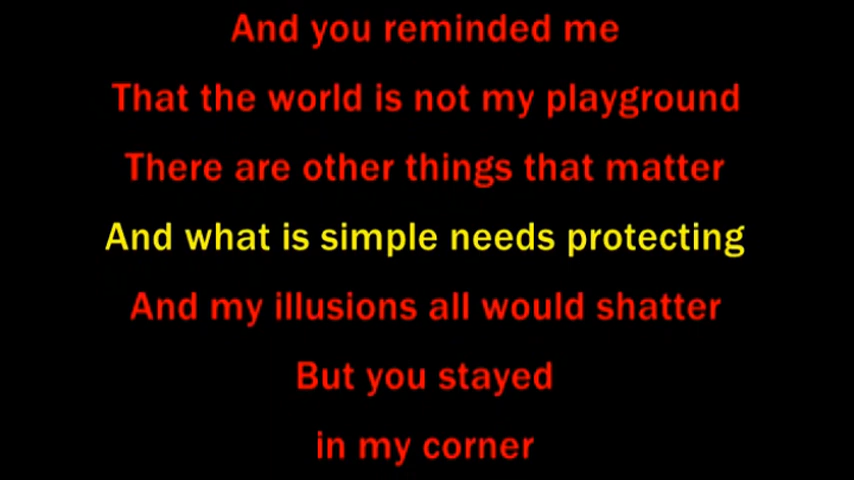 And you reminded me
That the world is not my playground
There are other things that matter
And what is simple needs protecting
And my illusions all would shatter
But you stayed
in my corner